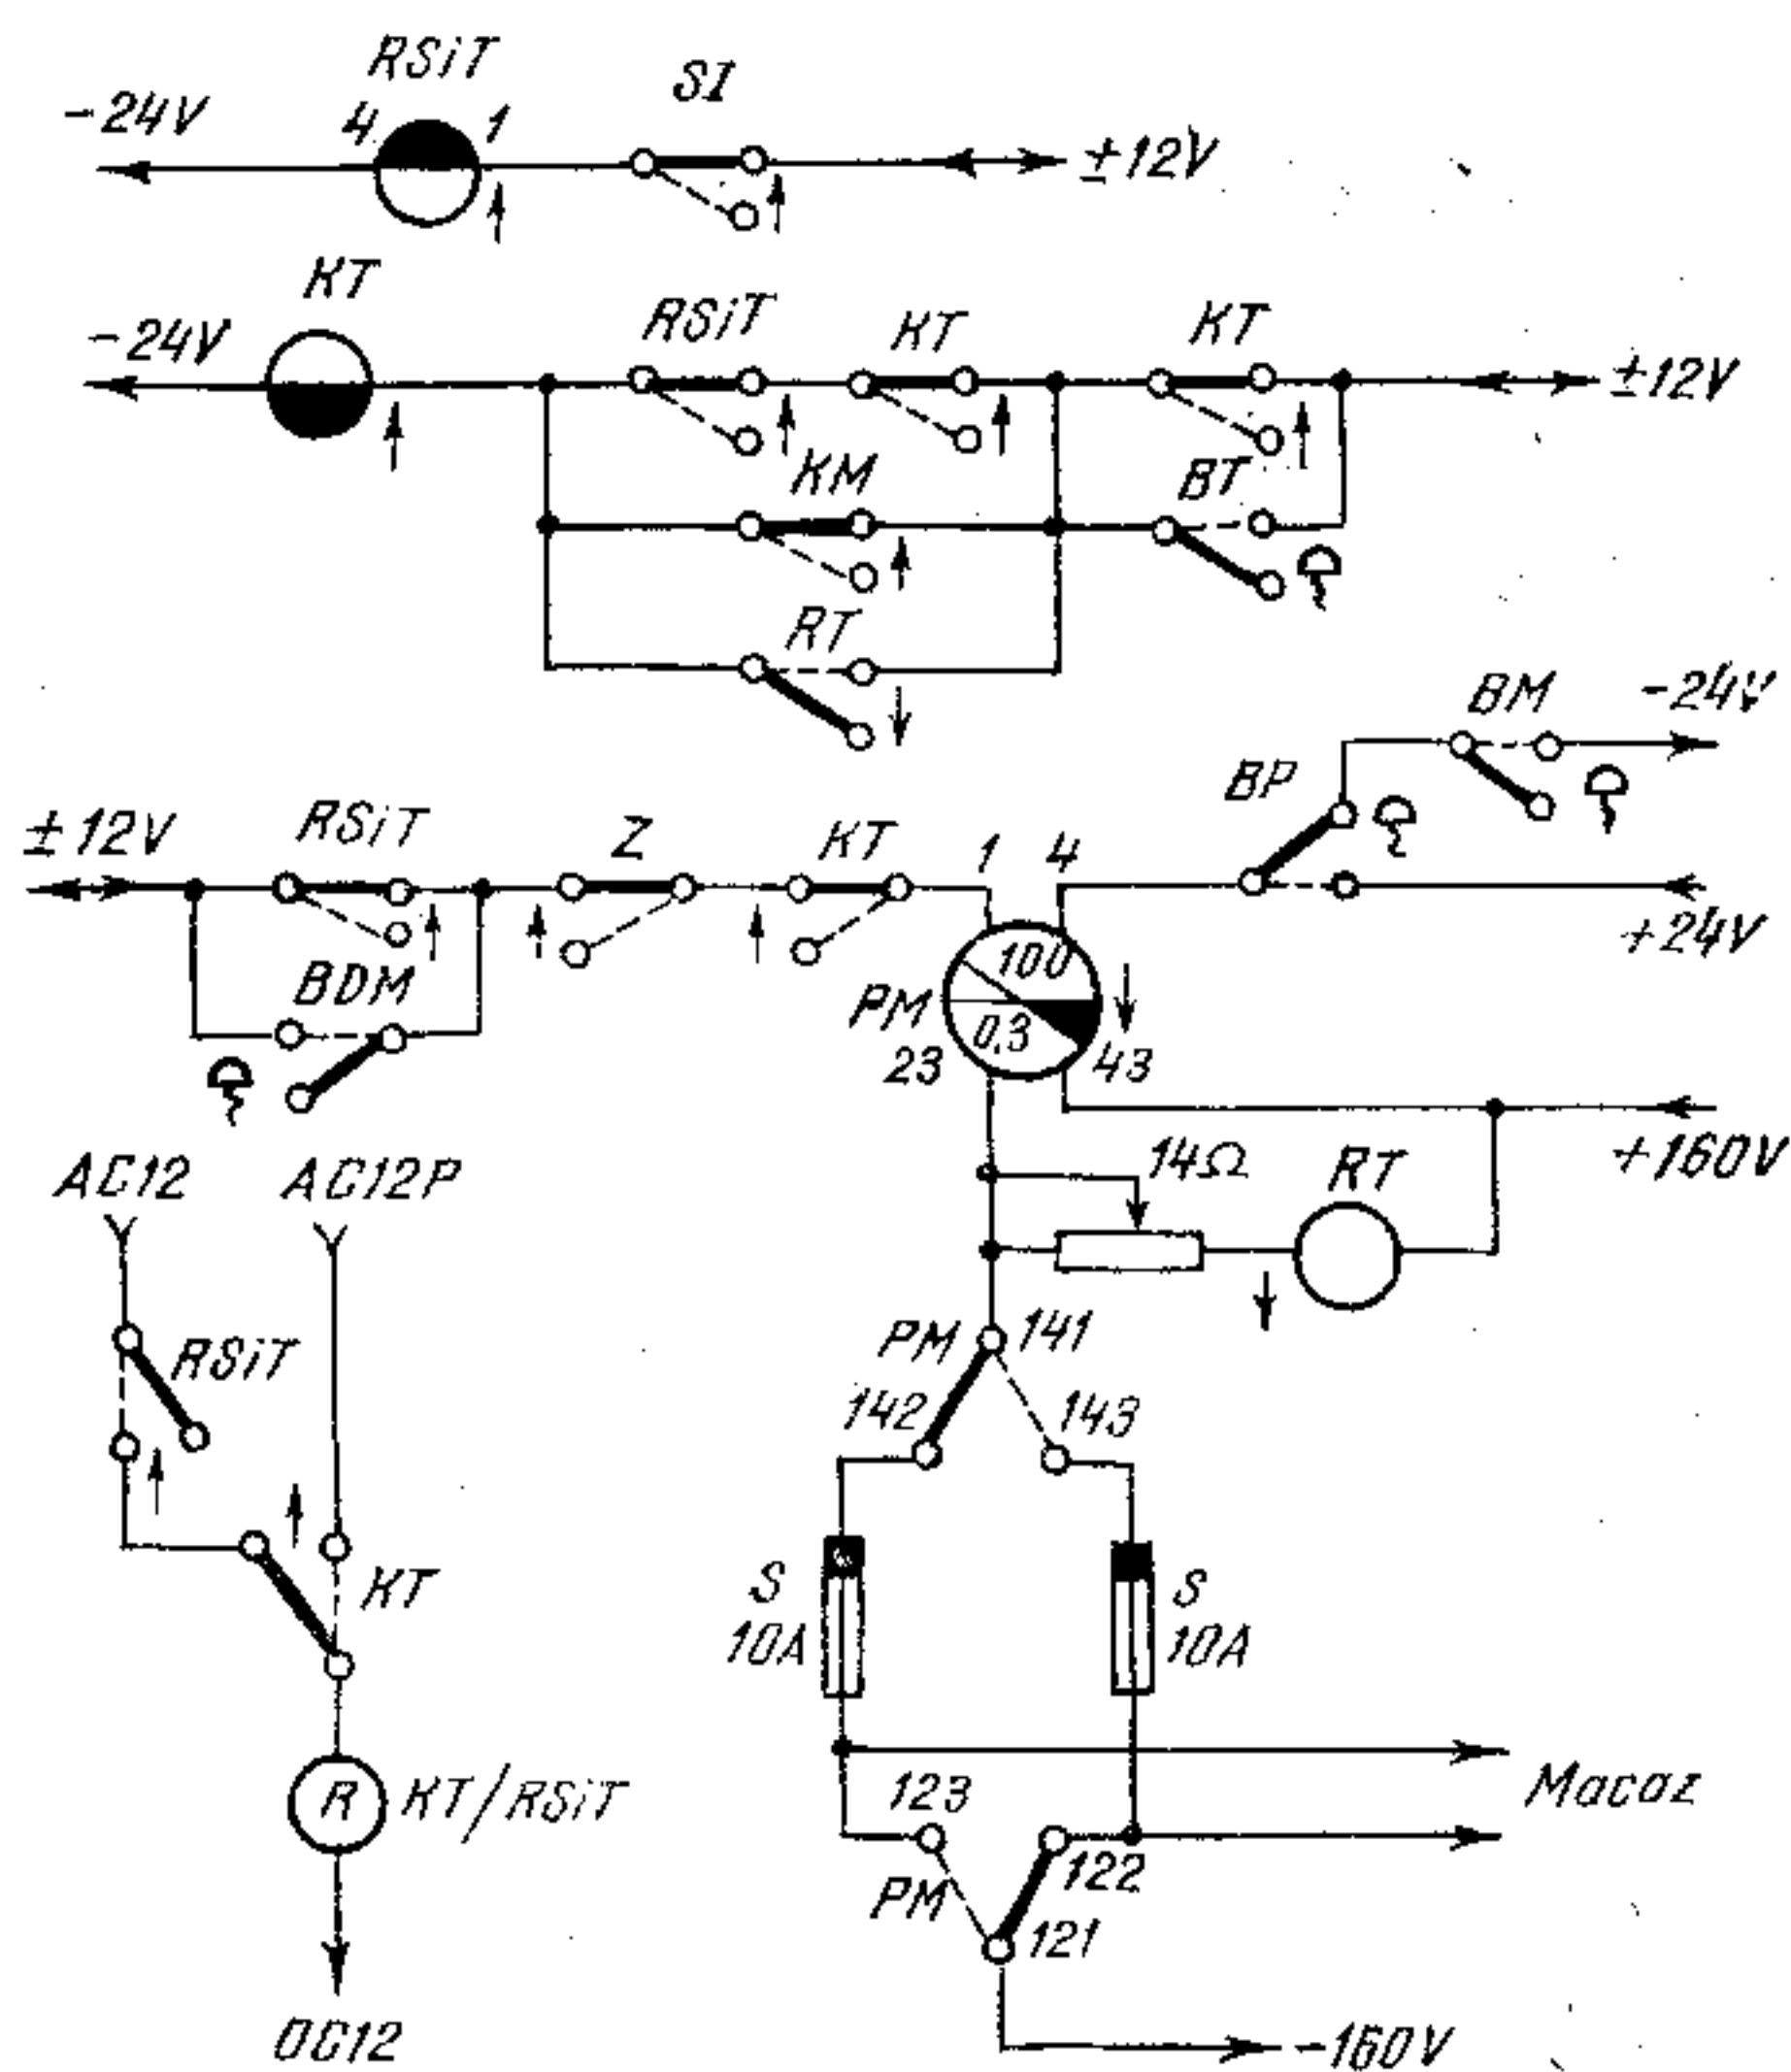 RSiT
SI
-24V
4
1
±12V
KT
-24V
RSiT
KT
KT
±12V
KM
BT
RT
BM
-24V
BP
±12V
RSiT
Z
KT
1
4
+24V
BDM
PM
100
0,3
23
43
+160V
AC12
AC12P
14Ω
RT
RSiT
PM
141
142
143
KT
S
10A
S
10A
R
KT/RSiT
123
Macaz
122
PM
121
OC12
-160V